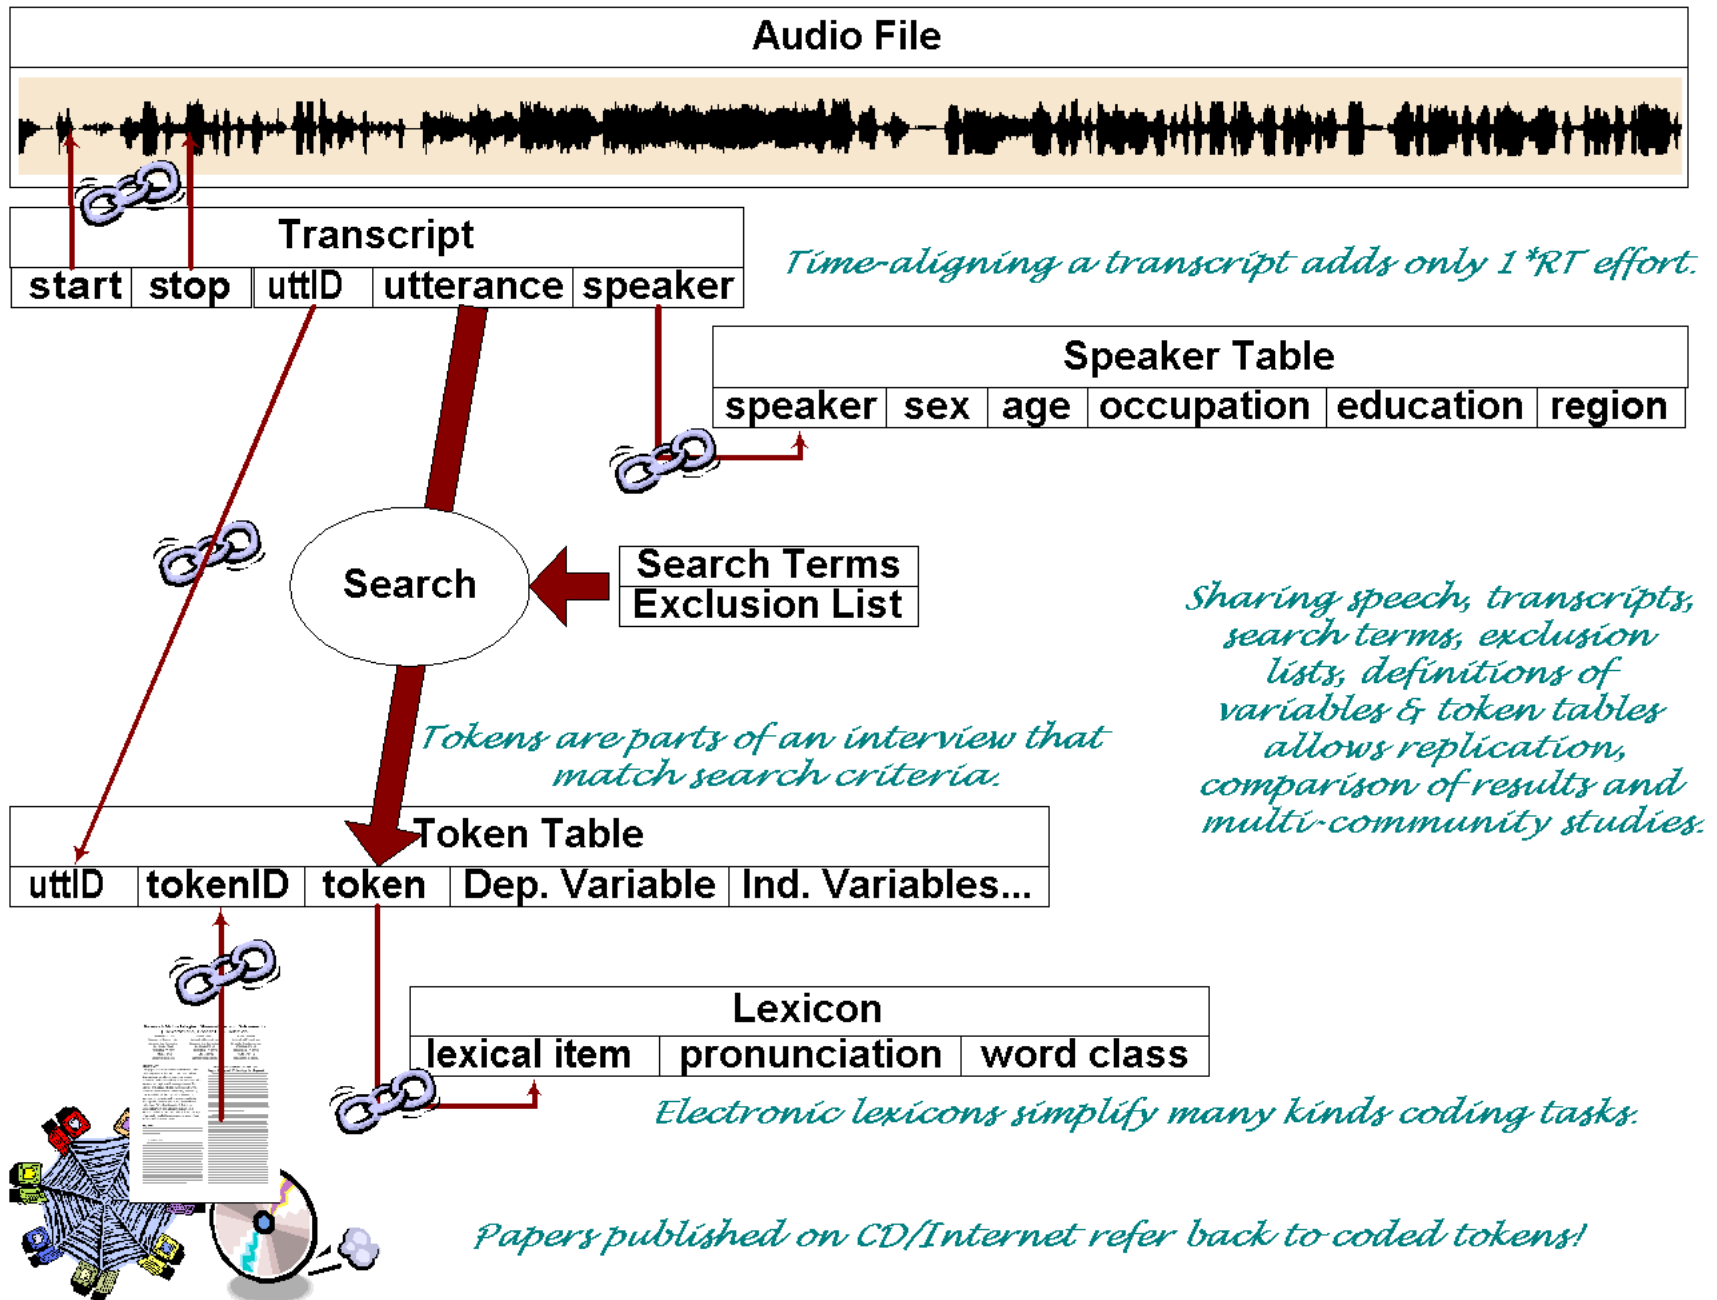 Audio File
Transcript
start stop uttID utterance speaker
Time-aligning a transcript adds only 1*RT effort.
Speaker Table
speaker sex age occupation education region
Search
Search Terms
Exclusion List
Sharing speech, transcripts,
search terms, exclusion
lists, definitions of
variables & token tables
allows replication,
comparison of results and
multi-community studies.
Tokens are parts of an interview that
match search criteria.
Token Table
uttID tokenID token Dep. Variable Ind. Variables...
Lexicon
lexical item pronunciation word class
Electronic lexicons simplify many kinds coding tasks.
Papers published on CD/Internet refer back to coded tokens!